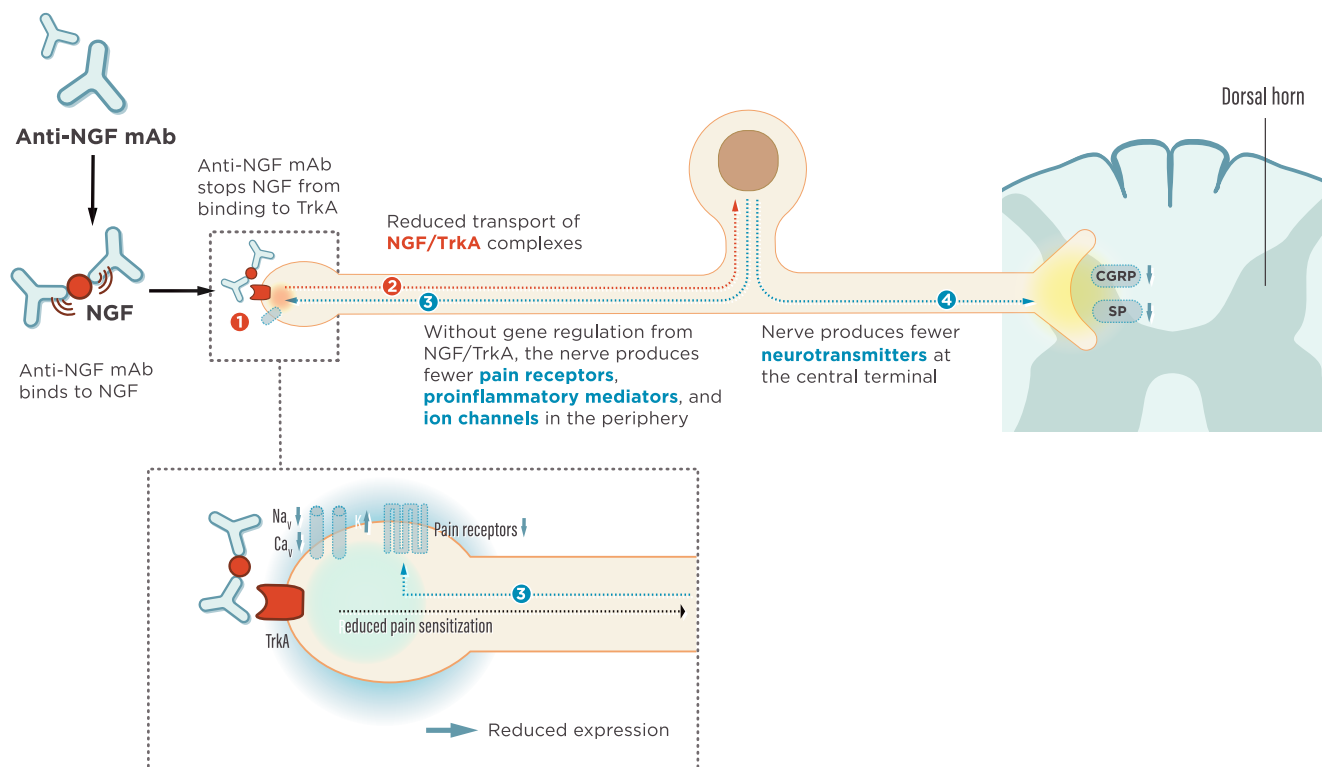 Anti-NGF mAb
NGF
Anti-NGF mAb
binds to NGF
Anti-NGF mAb
stops NGF from
binding to TrkA
1
Reduced transport of
NGF/TrkA complexes
2
3
Without gene regulation from
NGF/TrkA, the nerve produces
fewer pain receptors,
proinflammatory mediators, and
ion channels in the periphery
4
Nerve produces fewer
neurotransmitters at
the central terminal
Dorsal horn
CGRP
SP
Nav
Cav
K
Pain receptors
3
Reduced pain sensitization
TrkA
Reduced expression